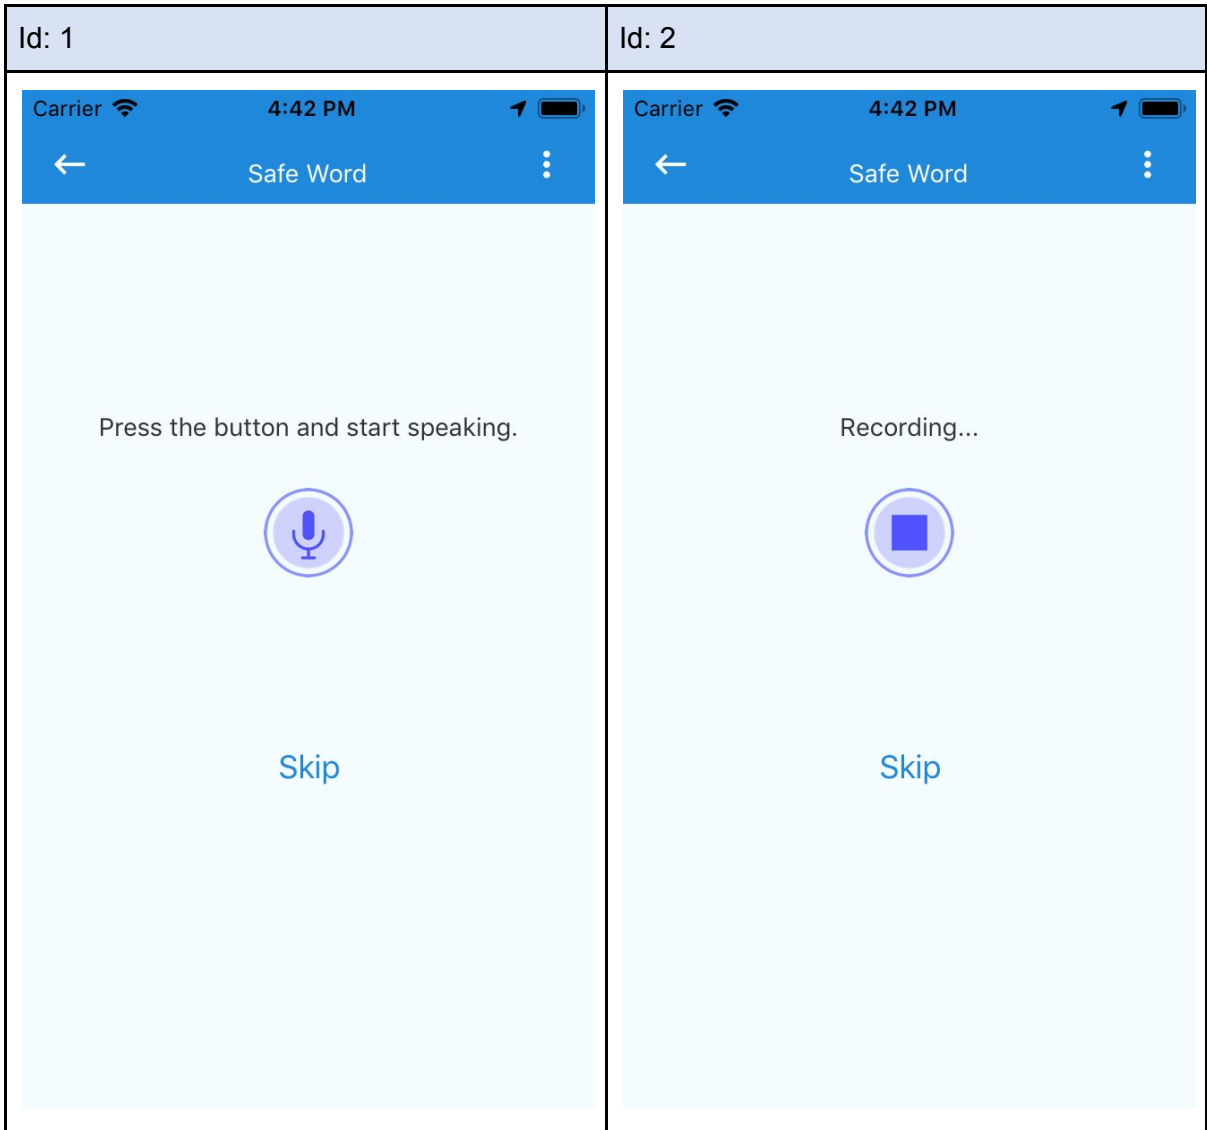 Id: 1
Id: 2
Carrier 4:42 PM
Safe Word
Press the button and start speaking.
Skip
Carrier 4:42 PM
Safe Word
Recording...
Skip